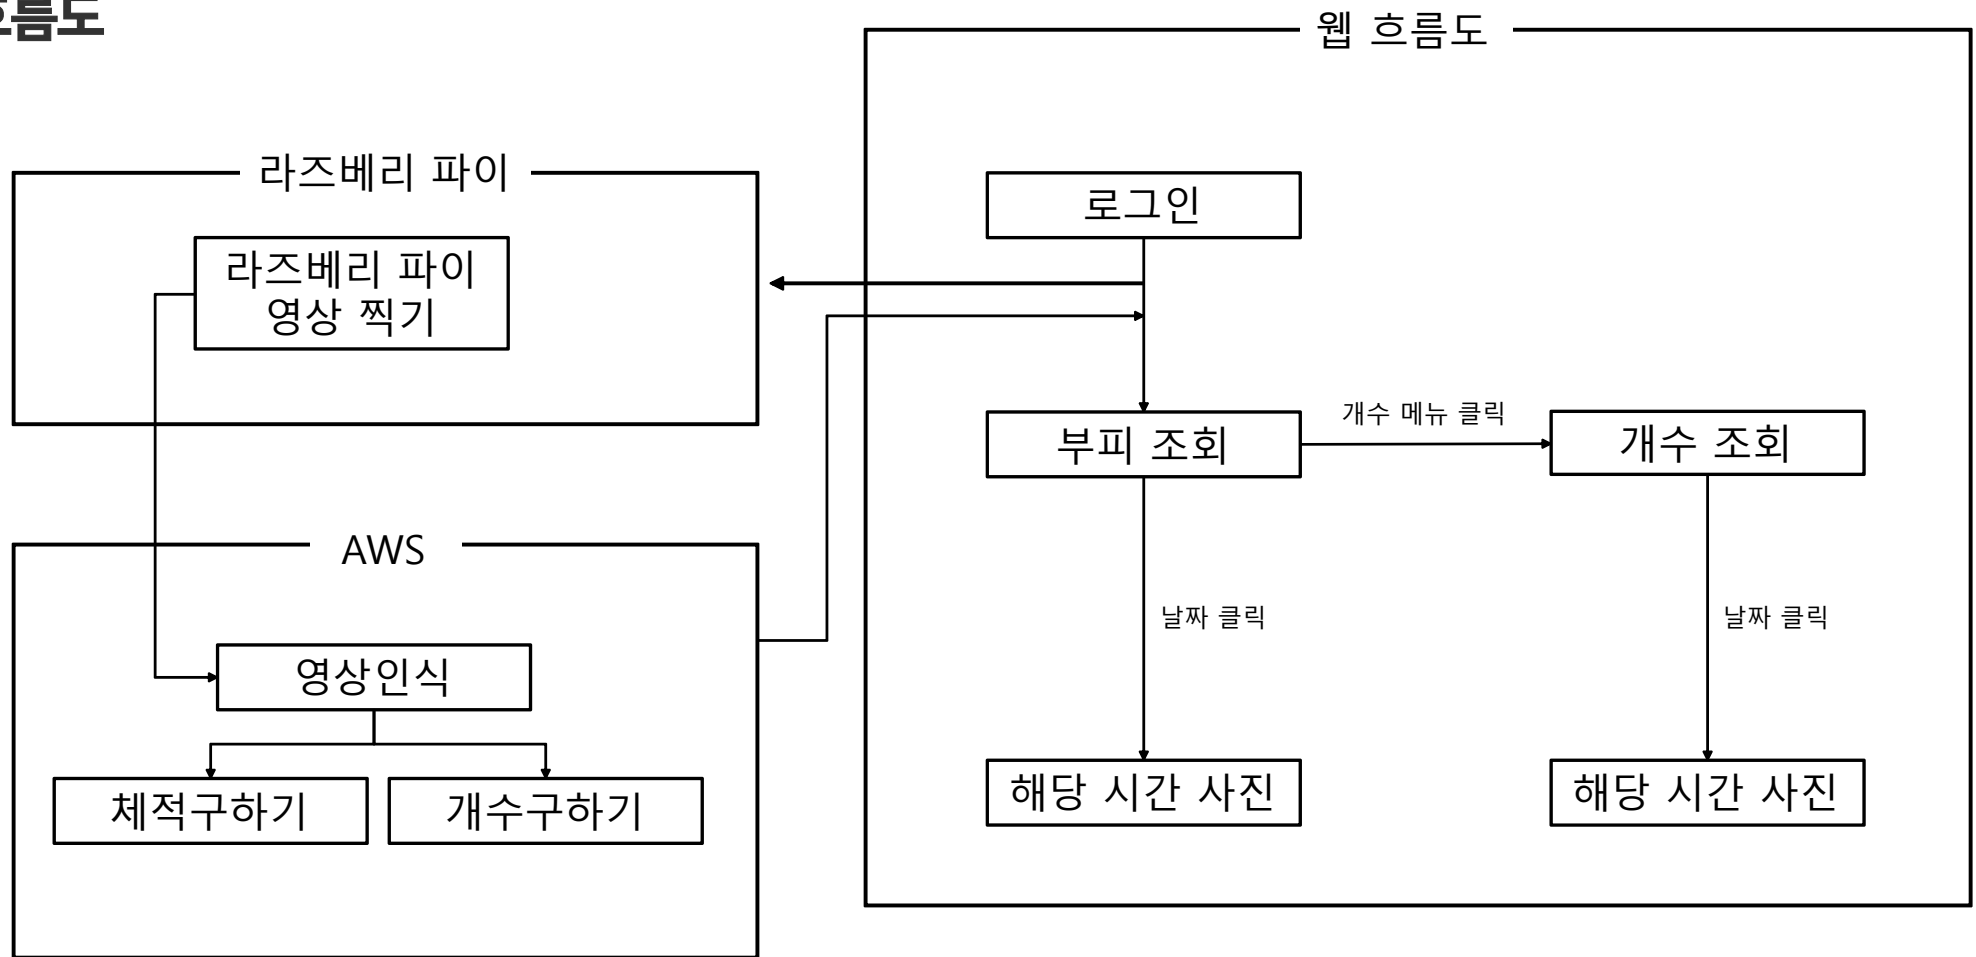 흐름도
웹 흐름도
라즈베리 파이
라즈베리 파이
영상 찍기
AWS
영상인식
체적구하기
개수구하기
로그인
부피 조회
개수 메뉴 클릭
개수 조회
날짜 클릭
날짜 클릭
해당 시간 사진
해당 시간 사진